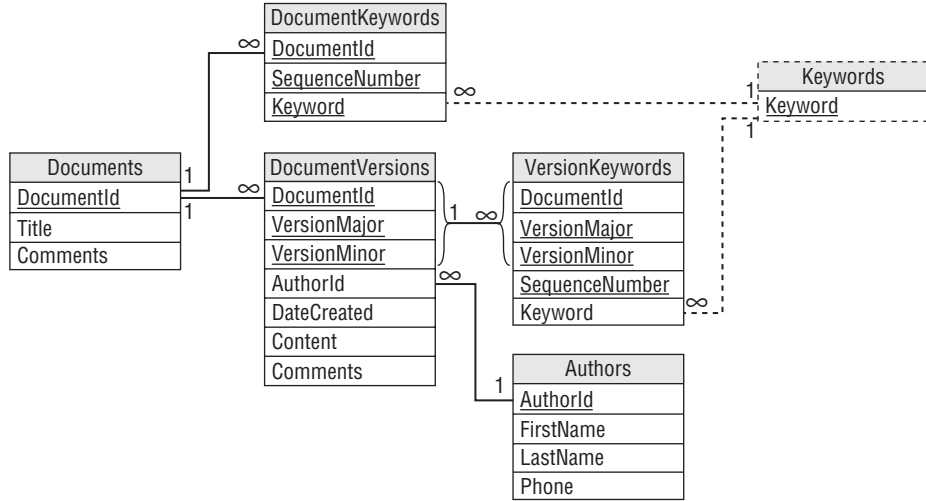 DocumentKeywords
∞
DocumentId
SequenceNumber
Keyword
∞
1
Keywords
Keyword
1
Documents
1
DocumentId
1
Title
Comments
DocumentVersions
∞
DocumentId
VersionMajor
VersionMinor
AuthorId
DateCreated
Content
Comments
1
∞
∞
VersionKeywords
DocumentId
VersionMajor
VersionMinor
SequenceNumber
Keyword
∞
Authors
1
AuthorId
FirstName
LastName
Phone